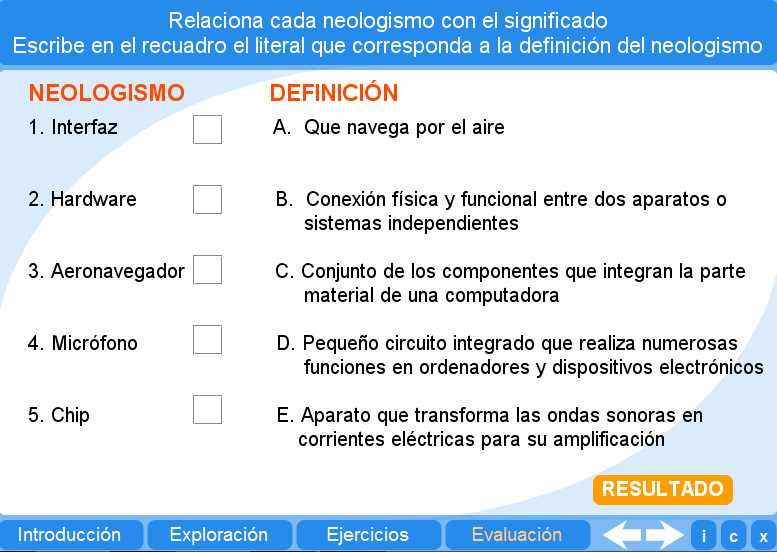 Relaciona cada neologismo con el significado
Escribe en el recuadro el literal que corresponda a la definición del neologismo
NEOLOGISMO DEFINICIÓN
1. Interfaz A. Que navega por el aire
2. Hardware B. Conexión física y funcional entre dos aparatos o
sistemas independientes
3. Aeronavegador C. Conjunto de los componentes que integran la parte
material de una computadora
4. Micrófono D. Pequeño circuito integrado que realiza numerosas
funciones en ordenadores y dispositivos electrónicos
5. Chip E. Aparato que transforma las ondas sonoras en
corrientes eléctricas para su amplificación
RESULTADO
Introducción Exploración Ejercicios Evaluación i c x